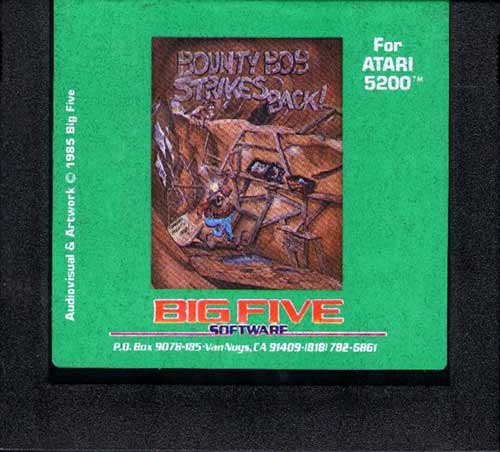 BOUNTY BOB
STRIKES
BACK!
For
ATARI
5200™
Audiovisual & Artwork © 1985 Big Five
BIG FIVE
SOFTWARE
P.O. Box 9078-185·Van Nuys, CA 91409·(818) 782-6861